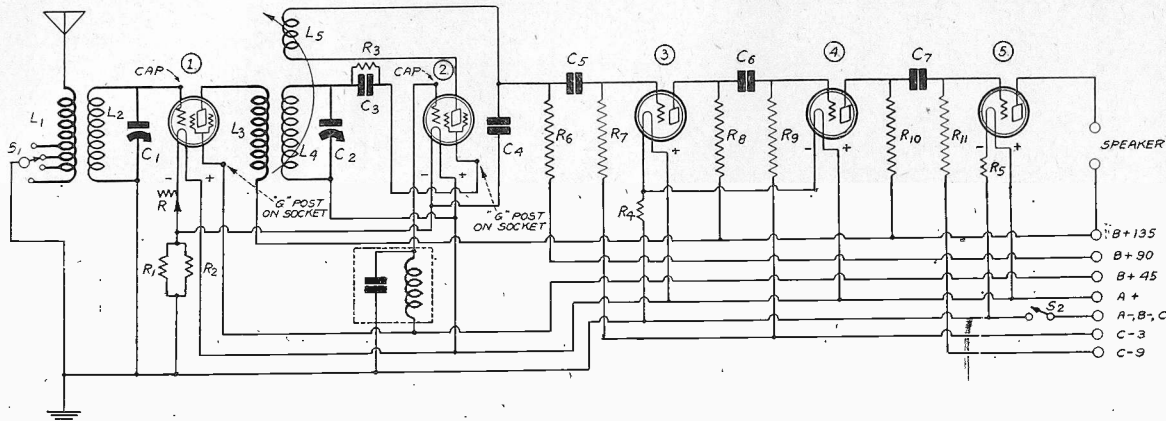 L5
R3
1
CAP
CAP
2
C5
3
C6
4
C7
5
L1
L2
C1
L3
L4
C2
C3
C4
R6
R7
R8
R9
R10
R11
R5
SPEAKER
S1
-
+
-
+
+
-
+
-
+
R
"G" POST
ON SOCKET
"G" POST
ON SOCKET
R4
R1
R2
B+135
B+90
B+45
A+
S2
A-,B-,C
C-3
C-9